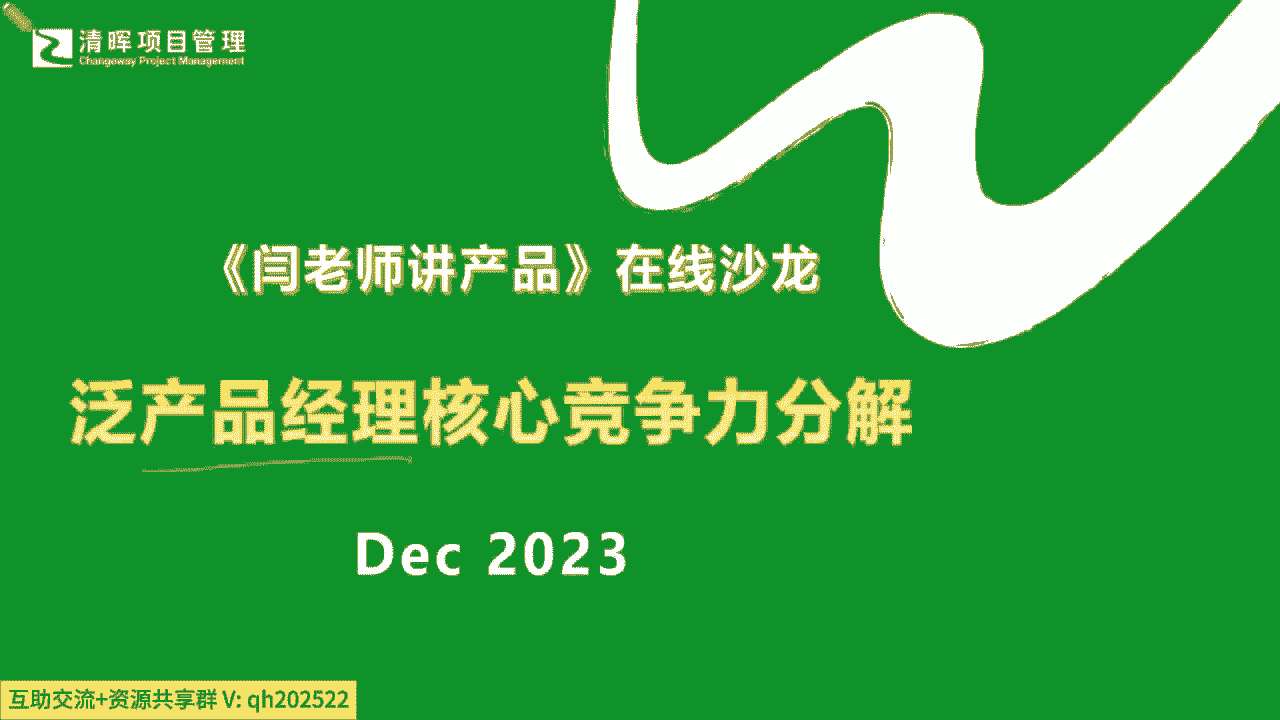 清晖项目管理
Changeway Project Management
《闫老师讲产品》在线沙龙
泛产品经理核心竞争力分解
Dec 2023
互助交流+资源共享群 V: qh202522